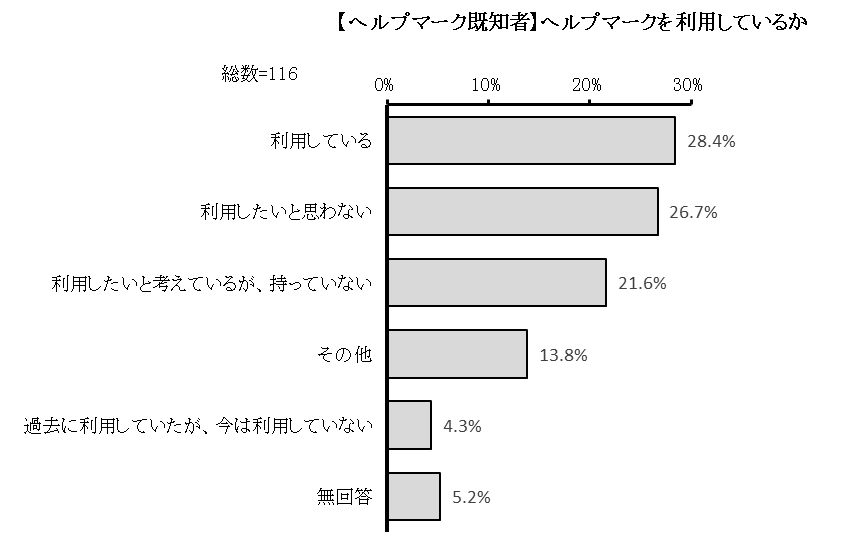 【ヘルプマーク既知者】ヘルプマークを利用しているか
総数=116
0% 10% 20% 30%
利用している 28.4%
利用したいと思わない 26.7%
利用したいと考えているが、持っていない 21.6%
その他 13.8%
過去に利用していたが、今は利用していない 4.3%
無回答 5.2%